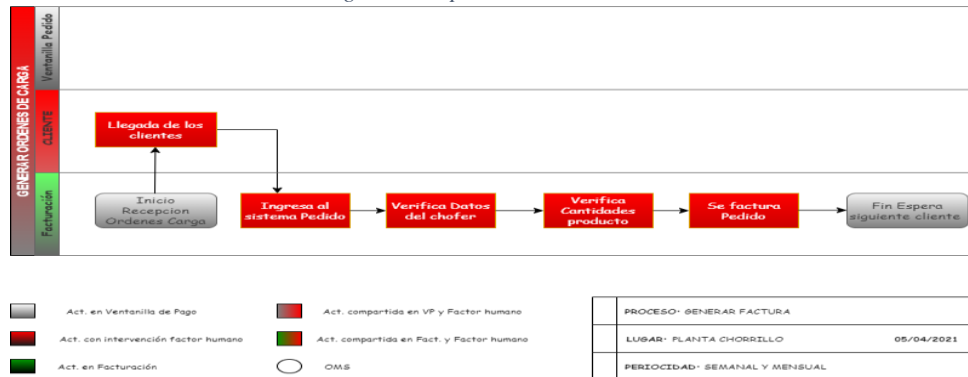 GENERAR ORDENES DE CARGA
Ventanilla Pedido
CLIENTE
Facturación
Llegada de los
clientes
Inicio
Recepcion
Ordenes Carga
Ingresa al
sistema Pedido
Verifica Datos
del chofer
Verifica
Cantidades
producto
Se factura
Pedido
Fin Espera
siguiente cliente
Act. en Ventanilla de Pago
Act. compartida en VP y Factor humano
Act. con intervención factor humano
Act. compartida en Fact. y Factor humano
Act. en Facturación
OMS
PROCESO· GENERAR FACTURA
LUGAR· PLANTA CHORRILLO 05/04/2021
PERIOCIDAD· SEMANAL Y MENSUAL